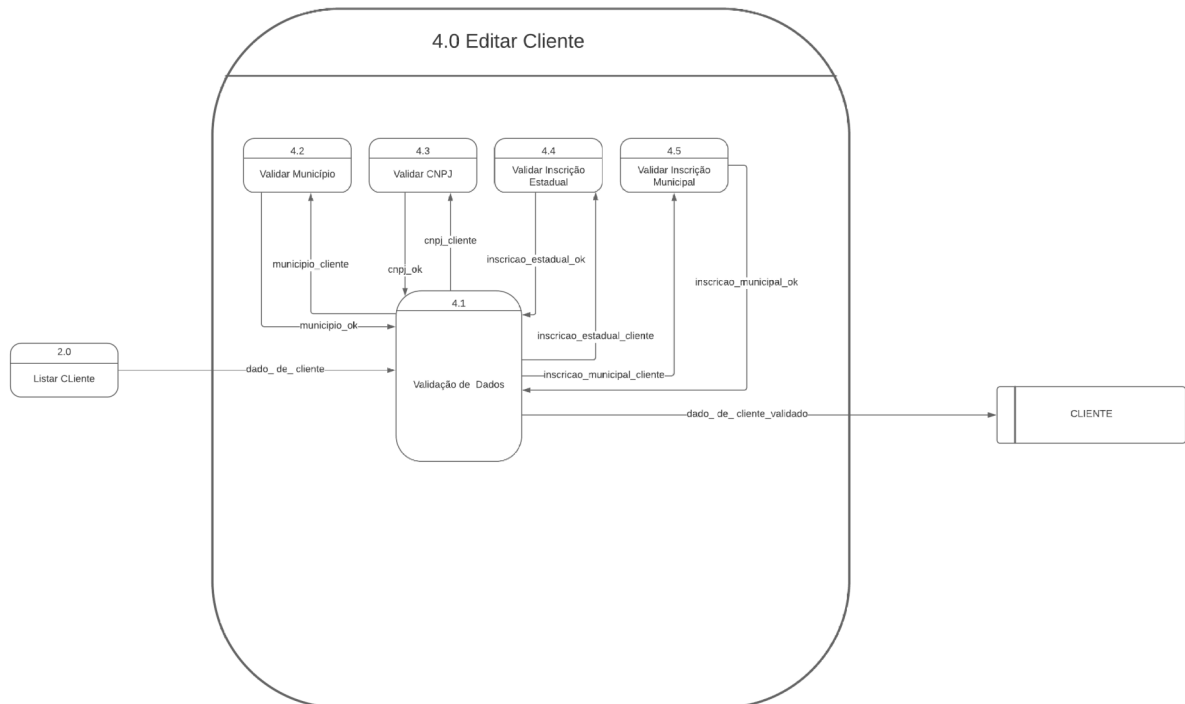 4.0 Editar Cliente
4.2
Validar Município
4.3
Validar CNPJ
4.4
Validar Inscrição
Estadual
4.5
Validar Inscrição
Municipal
cnpj_cliente
municipio_cliente
cnpj_ok
inscricao_estadual_ok
inscricao_municipal_ok
4.1
municipio_ok
inscricao_estadual_cliente
2.0
Listar CLiente
dado_ de_ cliente
inscricao_municipal_cliente
Validação de Dados
dado_ de_ cliente_validado
CLIENTE